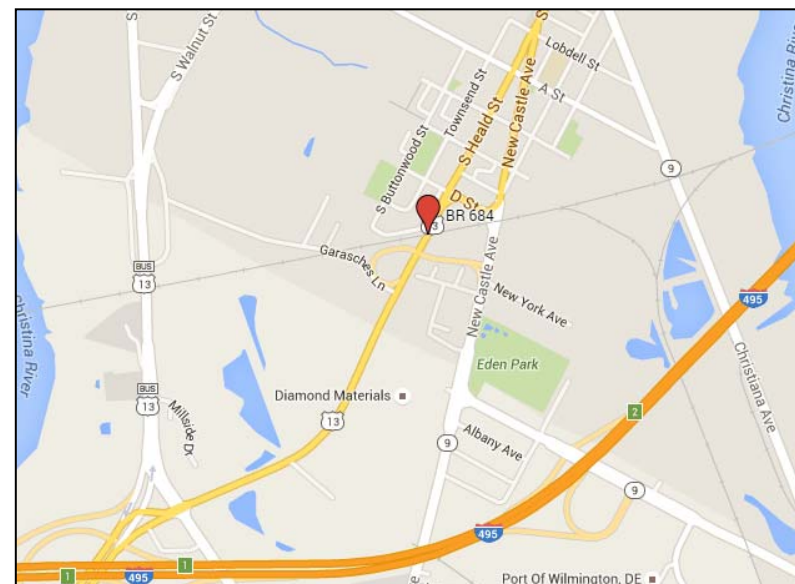 S
S Walnut St
S
Lobdell St
Townsend St
A St
S Heald St
New Castle Ave
Christina River
S Buttonwood St
9
D St
BR 684
Garasches Ln
BUS
13
New Castle Ave
495
New York Ave
Christina River
Eden Park
Christiana Ave
BUS
13
Diamond Materials
Millside Dr
13
2
9
Albany Ave
9
495
1
1
495
Port Of Wilmington, DE